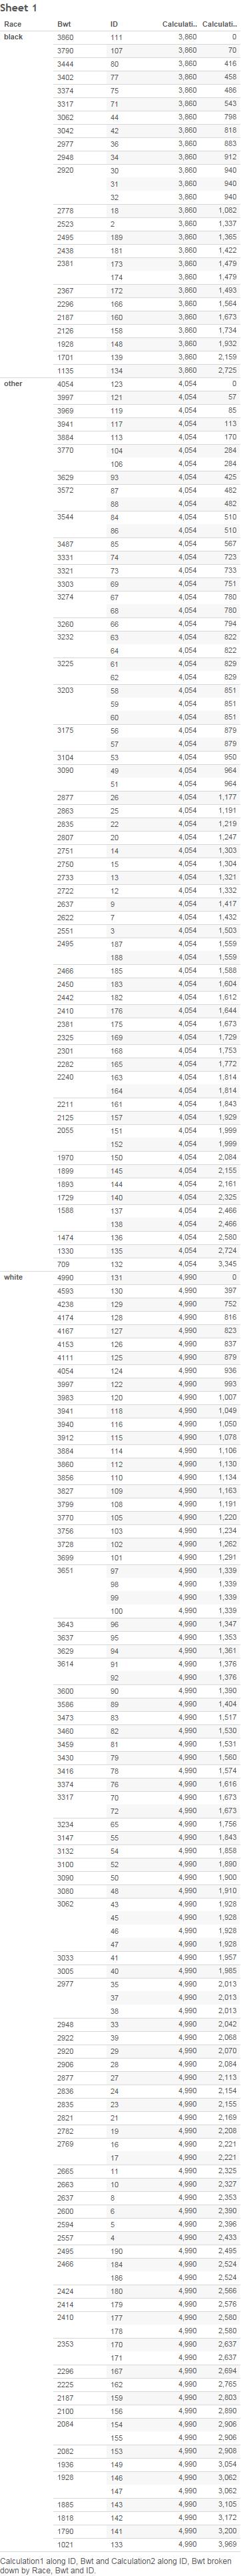 Sheet 1
Race Bwt ID Calculati.. Calculati..
black 3860 111 3,860 0
3790 107 3,860 70
3444 80 3,860 416
3402 77 3,860 458
3374 75 3,860 486
3317 71 3,860 543
3062 44 3,860 798
3042 42 3,860 818
2977 36 3,860 883
2948 34 3,860 912
2920 30 3,860 940
31 3,860 940
32 3,860 940
2778 18 3,860 1,082
2523 2 3,860 1,337
2495 189 3,860 1,365
2438 181 3,860 1,422
2381 173 3,860 1,479
174 3,860 1,479
2367 172 3,860 1,493
2296 166 3,860 1,564
2187 160 3,860 1,673
2126 158 3,860 1,734
1928 148 3,860 1,932
1701 139 3,860 2,159
1135 134 3,860 2,725
other 4054 123 4,054 0
3997 121 4,054 57
3969 119 4,054 85
3941 117 4,054 113
3884 113 4,054 170
3770 104 4,054 284
106 4,054 284
3629 93 4,054 425
3572 87 4,054 482
88 4,054 482
3544 84 4,054 510
86 4,054 510
3487 85 4,054 567
3331 74 4,054 723
3321 73 4,054 733
3303 69 4,054 751
3274 67 4,054 780
68 4,054 780
3260 66 4,054 794
3232 63 4,054 822
64 4,054 822
3225 61 4,054 829
62 4,054 829
3203 58 4,054 851
59 4,054 851
60 4,054 851
3175 56 4,054 879
57 4,054 879
3104 53 4,054 950
3090 49 4,054 964
51 4,054 964
2877 26 4,054 1,177
2863 25 4,054 1,191
2835 22 4,054 1,219
2807 20 4,054 1,247
2751 14 4,054 1,303
2750 15 4,054 1,304
2733 13 4,054 1,321
2722 12 4,054 1,332
2637 9 4,054 1,417
2622 7 4,054 1,432
2551 3 4,054 1,503
2495 187 4,054 1,559
188 4,054 1,559
2466 185 4,054 1,588
2450 183 4,054 1,604
2442 182 4,054 1,612
2410 176 4,054 1,644
2381 175 4,054 1,673
2325 169 4,054 1,729
2301 168 4,054 1,753
2282 165 4,054 1,772
2240 163 4,054 1,814
164 4,054 1,814
2211 161 4,054 1,843
2125 157 4,054 1,929
2055 151 4,054 1,999
152 4,054 1,999
1970 150 4,054 2,084
1899 145 4,054 2,155
1893 144 4,054 2,161
1729 140 4,054 2,325
1588 137 4,054 2,466
138 4,054 2,466
1474 136 4,054 2,580
1330 135 4,054 2,724
709 132 4,054 3,345
white 4990 131 4,990 0
4593 130 4,990 397
4238 129 4,990 752
4174 128 4,990 816
4167 127 4,990 823
4153 126 4,990 837
4111 125 4,990 879
4054 124 4,990 936
3997 122 4,990 993
3983 120 4,990 1,007
3941 118 4,990 1,049
3940 116 4,990 1,050
3912 115 4,990 1,078
3884 114 4,990 1,106
3860 112 4,990 1,130
3856 110 4,990 1,134
3827 109 4,990 1,163
3799 108 4,990 1,191
3770 105 4,990 1,220
3756 103 4,990 1,234
3728 102 4,990 1,262
3699 101 4,990 1,291
3651 97 4,990 1,339
98 4,990 1,339
99 4,990 1,339
100 4,990 1,339
3643 96 4,990 1,347
3637 95 4,990 1,353
3629 94 4,990 1,361
3614 91 4,990 1,376
92 4,990 1,376
3600 90 4,990 1,390
3586 89 4,990 1,404
3473 83 4,990 1,517
3460 82 4,990 1,530
3459 81 4,990 1,531
3430 79 4,990 1,560
3416 78 4,990 1,574
3374 76 4,990 1,616
3317 70 4,990 1,673
72 4,990 1,673
3234 65 4,990 1,756
3147 55 4,990 1,843
3132 54 4,990 1,858
3100 52 4,990 1,890
3090 50 4,990 1,900
3080 48 4,990 1,910
3062 43 4,990 1,928
45 4,990 1,928
46 4,990 1,928
47 4,990 1,928
3033 41 4,990 1,957
3005 40 4,990 1,985
2977 35 4,990 2,013
37 4,990 2,013
38 4,990 2,013
2948 33 4,990 2,042
2922 39 4,990 2,068
2920 29 4,990 2,070
2906 28 4,990 2,084
2877 27 4,990 2,113
2836 24 4,990 2,154
2835 23 4,990 2,155
2821 21 4,990 2,169
2782 19 4,990 2,208
2769 16 4,990 2,221
17 4,990 2,221
2665 11 4,990 2,325
2663 10 4,990 2,327
2637 8 4,990 2,353
2600 6 4,990 2,390
2594 5 4,990 2,396
2557 4 4,990 2,433
2495 190 4,990 2,495
2466 184 4,990 2,524
186 4,990 2,524
2424 180 4,990 2,566
2414 179 4,990 2,576
2410 177 4,990 2,580
178 4,990 2,580
2353 170 4,990 2,637
171 4,990 2,637
2296 167 4,990 2,694
2225 162 4,990 2,765
2187 159 4,990 2,803
2100 156 4,990 2,890
2084 154 4,990 2,906
155 4,990 2,906
2082 153 4,990 2,908
1936 149 4,990 3,054
1928 146 4,990 3,062
147 4,990 3,062
1885 143 4,990 3,105
1818 142 4,990 3,172
1790 141 4,990 3,200
1021 133 4,990 3,969
Calculation1 along ID, Bwt and Calculation2 along ID, Bwt broken
down by Race, Bwt and ID.